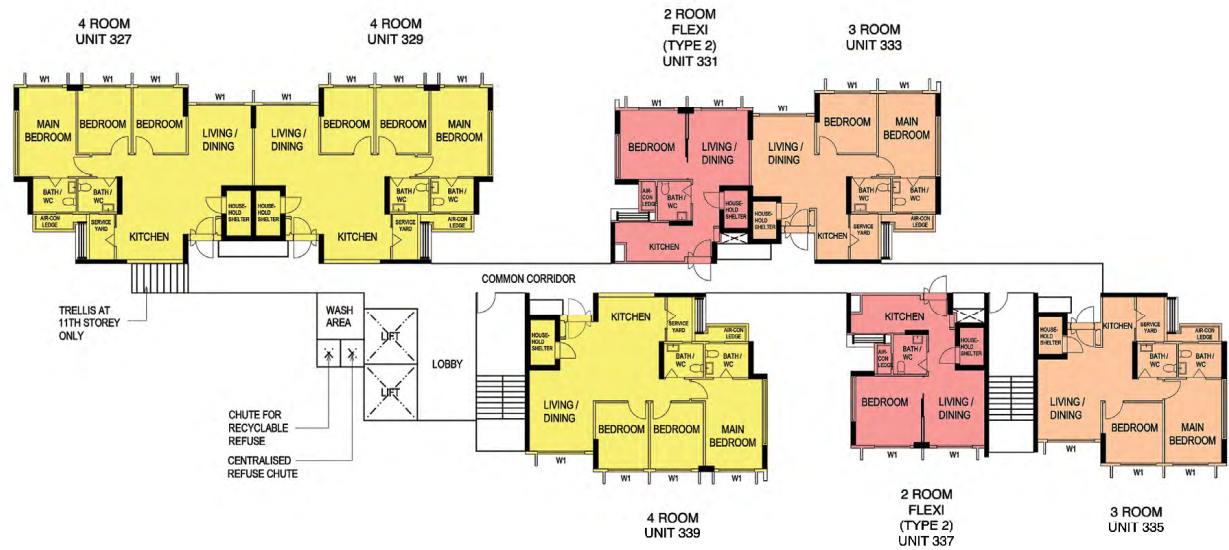 4 ROOM
UNIT 327
4 ROOM
UNIT 329
2 ROOM
FLEXI
(TYPE 2)
UNIT 331
3 ROOM
UNIT 333
W1
W1
W1
W1
W1
W1
W1
W1
MAIN
BEDROOM
BEDROOM
BEDROOM
LIVING /
DINING
LIVING /
DINING
BEDROOM
BEDROOM
MAIN
BEDROOM
BATH /
WC
BATH /
WC
HOUSE-
HOLD
SHELTER
HOUSE-
HOLD
SHELTER
BATH /
WC
BATH /
WC
AIR-CON
LEDGE
SERVICE
YARD
KITCHEN
KITCHEN
SERVICE
YARD
AIR-CON
LEDGE
W1
W1
W1
W1
W1
BEDROOM
LIVING /
DINING
LIVING /
DINING
BEDROOM
MAIN
BEDROOM
AIR-
CON
LEDGE
BATH /
WC
HOUSE-
HOLD
SHELTER
HOUSE-
HOLD
SHELTER
BATH /
WC
BATH /
WC
KITCHEN
KITCHEN
SERVICE
YARD
AIR-CON
LEDGE
COMMON CORRIDOR
TRELLIS AT
11TH STOREY
ONLY
WASH
AREA
LIFT
LIFT
LOBBY
CHUTE FOR
RECYCLABLE
REFUSE
CENTRALISED
REFUSE CHUTE
HOUSE-
HOLD
SHELTER
KITCHEN
SERVICE
YARD
AIR-CON
LEDGE
BATH /
WC
BATH /
WC
LIVING /
DINING
BEDROOM
BEDROOM
MAIN
BEDROOM
W1
W1
W1
W1
4 ROOM
UNIT 339
KITCHEN
AIR-
CON
LEDGE
BATH /
WC
HOUSE-
HOLD
SHELTER
BEDROOM
LIVING /
DINING
W1
W1
2 ROOM
FLEXI
(TYPE 2)
UNIT 337
HOUSE-
HOLD
SHELTER
KITCHEN
SERVICE
YARD
AIR-CON
LEDGE
BATH /
WC
BATH /
WC
LIVING /
DINING
BEDROOM
MAIN
BEDROOM
W1
W1
W1
3 ROOM
UNIT 335